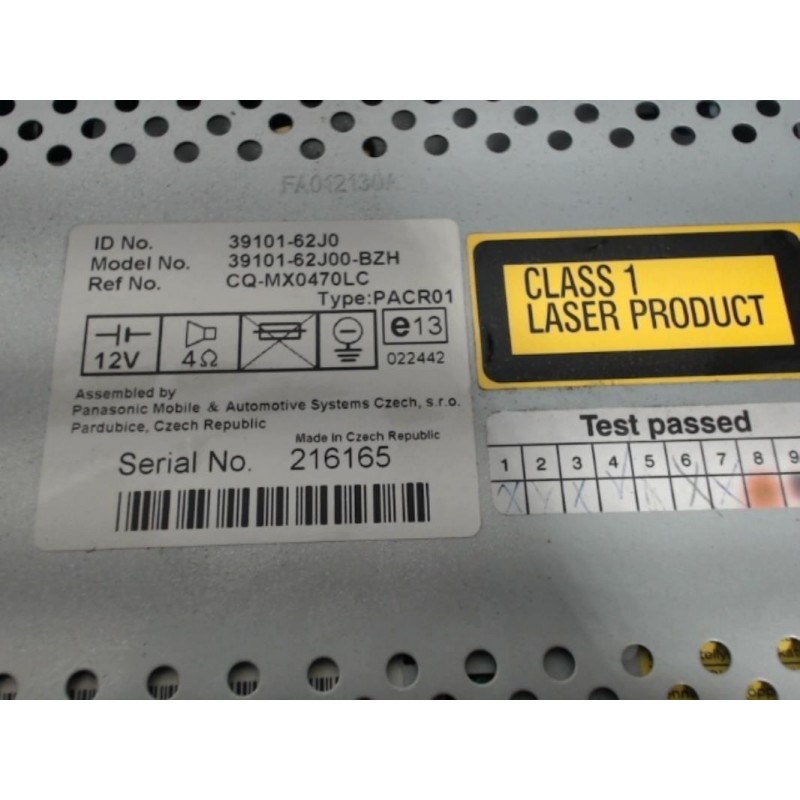 FA012130A
ID No. 39101-62J0
Model No. 39101-62J00-BZH
Ref No. CQ-MX0470LC
Type:PACR01
12V 4Ω e13
022442
Assembled by
Panasonic Mobile & Automotive Systems Czech, s.r.o.
Pardubice, Czech Republic
Made in Czech Republic
Serial No. 216165
CLASS 1
LASER PRODUCT
Test passed
1 2 3 4 5 6 7 8 9